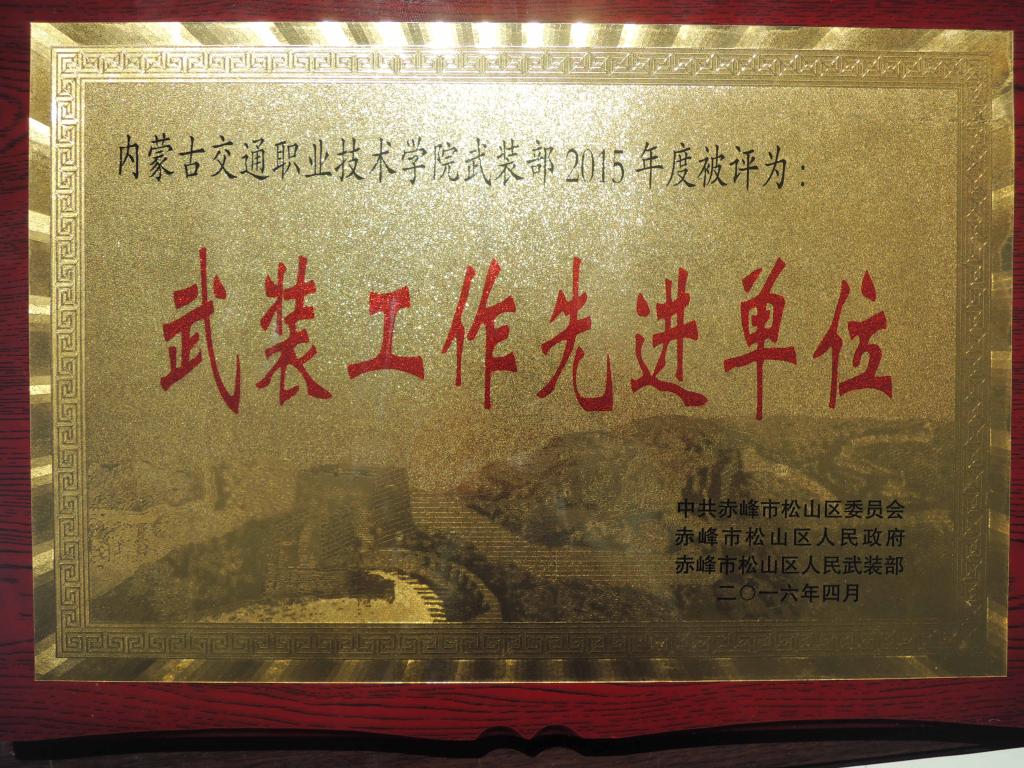 内蒙古交通职业技术学院武装部2015年度被评为：
武装工作先进单位
中共赤峰市松山区委员会
赤峰市松山区人民政府
赤峰市松山区人民武装部
二〇一六年四月